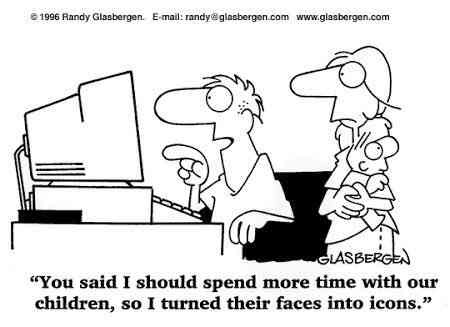 © 1996 Randy Glasbergen. E-mail: randy@glasbergen.com www.glasbergen.com
GLASBERGEN
“You said I should spend more time with our
children, so I turned their faces into icons.”